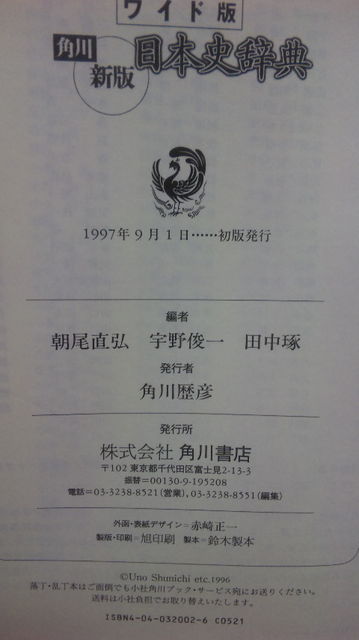 ワイド版
角川
新版
日本史辞典
1997年9月1日……初版発行
編者
朝尾直弘 宇野俊一 田中琢
発行者
角川歴彦
発行所
株式会社 角川書店
〒102 東京都千代田区富士見2-13-3
振替=00130-9-195208
電話=03-3238-8521(営業), 03-3238-8551(編集)
外函・表紙デザイン=赤崎正一
製版・印刷=旭印刷 製本=鈴木製本
©Uno Shunichi etc.1996
落丁・乱丁本はご面倒でも小社角川ブック・サービス宛にお送りください。
送料は小社負担でお取り替えいたします。
ISBN4-04-032002-6 C0521